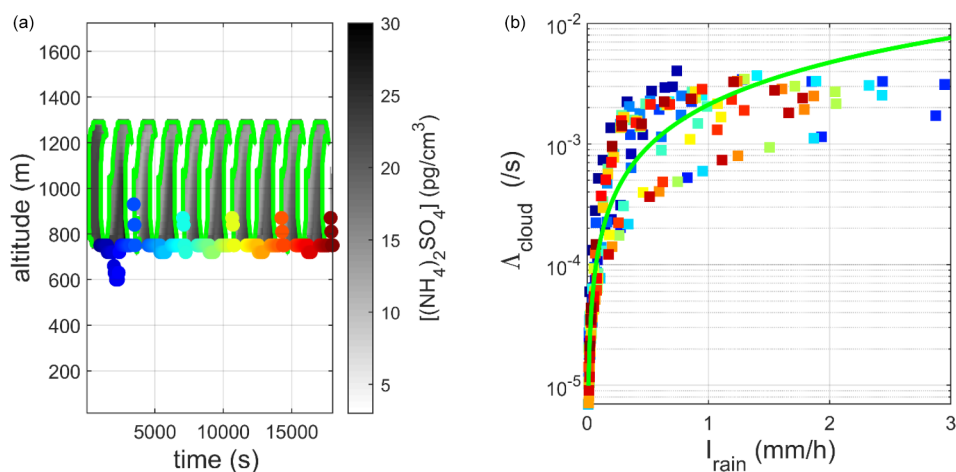 (a)
1600
1400
1200
1000
800
600
400
200
altitude (m)
5000 10000 15000
time (s)
30
25
20
15
10
5
[(NH4)2SO4] (pg/cm³)
(b)
10⁻²
10⁻³
10⁻⁴
10⁻⁵
Λcloud (/s)
0 1 2 3
Irain (mm/h)